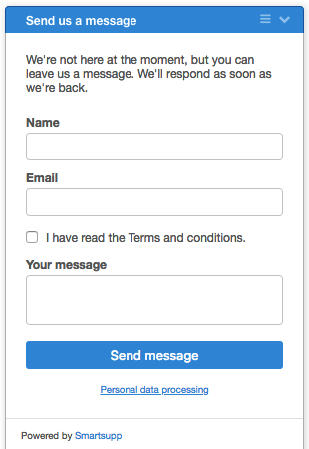 Send us a message
We're not here at the moment, but you can
leave us a message. We'll respond as soon as
we're back.
Name
Email
I have read the Terms and conditions.
Your message
Send message
Personal data processing
Powered by Smartsupp